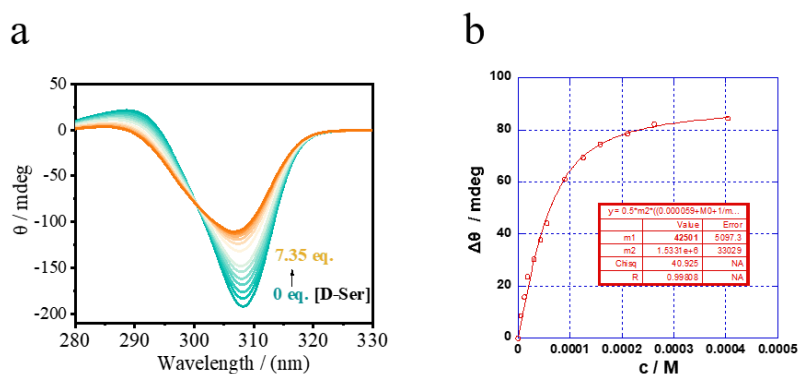 a
50
0
-50
-100
-150
-200
θ / mdeg
7.35 eq.
0 eq. [D-Ser]
280 290 300 310 320 330
Wavelength / (nm)
b
100
80
60
40
20
0
Δθ / mdeg
y= 0.5*m2*((0.000059+M0+1/m...
Value Error
m1 42501 5097.3
m2 1.5331e+6 33029
Chisq 40.925 NA
R 0.99808 NA
0 0.0001 0.0002 0.0003 0.0004 0.0005
c / M